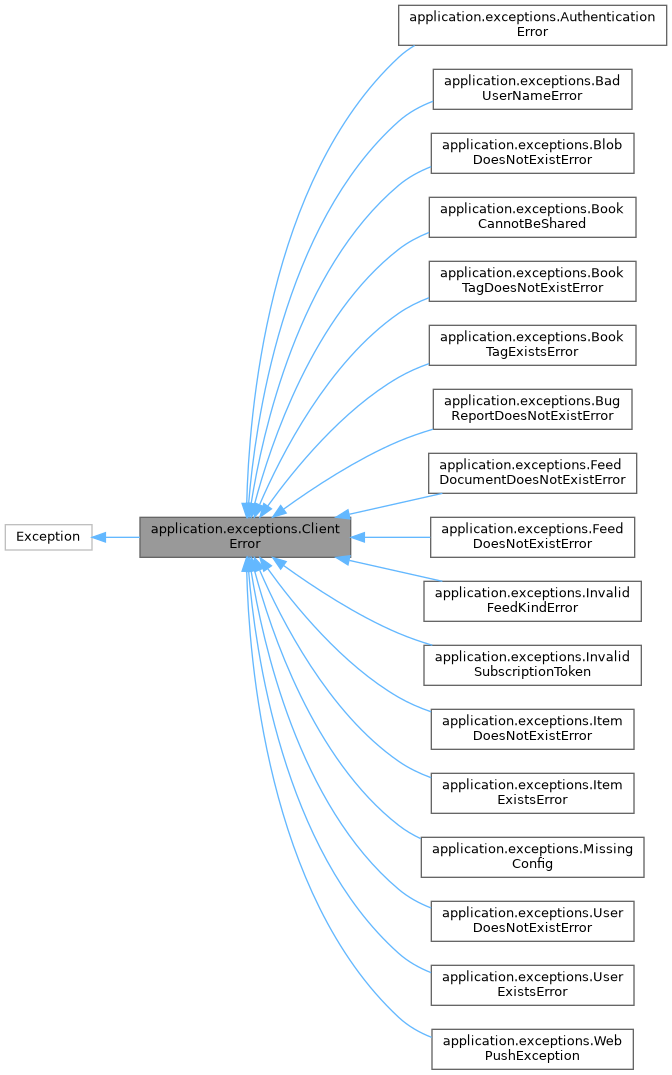 application.exceptions.Authentication
Error
application.exceptions.Bad
UserNameError
application.exceptions.Blob
DoesNotExistError
application.exceptions.Book
CannotBeShared
application.exceptions.Book
TagDoesNotExistError
application.exceptions.Book
TagExistsError
application.exceptions.Bug
ReportDoesNotExistError
application.exceptions.Feed
DocumentDoesNotExistError
Exception
application.exceptions.Client
Error
application.exceptions.Feed
DoesNotExistError
application.exceptions.Invalid
FeedKindError
application.exceptions.Invalid
SubscriptionToken
application.exceptions.Item
DoesNotExistError
application.exceptions.Item
ExistsError
application.exceptions.Missing
Config
application.exceptions.User
DoesNotExistError
application.exceptions.User
ExistsError
application.exceptions.Web
PushException